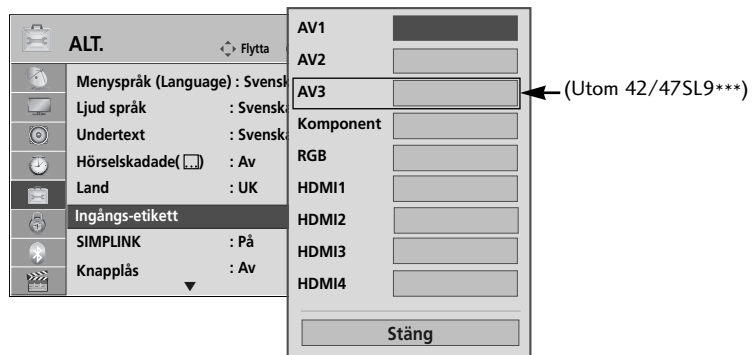 ALT.
Flytta
Menyspråk (Language) : Svensk
Ljud språk : Svenska
Undertext : Svenska
Hörselskadade( ) : Av
Land : UK
Ingångs-etikett
SIMPLINK : På
Knapplås : Av
AV1
AV2
AV3
Komponent
RGB
HDMI1
HDMI2
HDMI3
HDMI4
Stäng
(Utom 42/47SL9***)